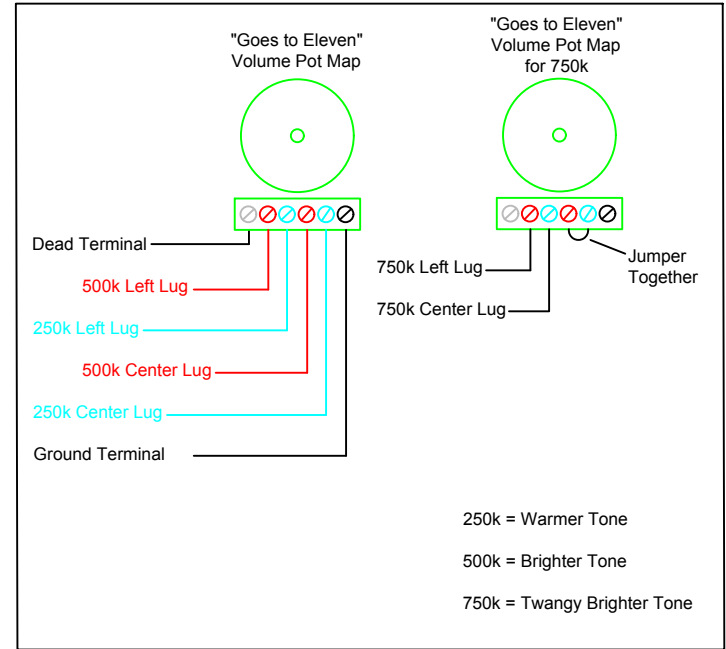 "Goes to Eleven"
Volume Pot Map
Dead Terminal
500k Left Lug
250k Left Lug
500k Center Lug
250k Center Lug
Ground Terminal
"Goes to Eleven"
Volume Pot Map
for 750k
750k Left Lug
750k Center Lug
Jumper
Together
250k = Warmer Tone
500k = Brighter Tone
750k = Twangy Brighter Tone